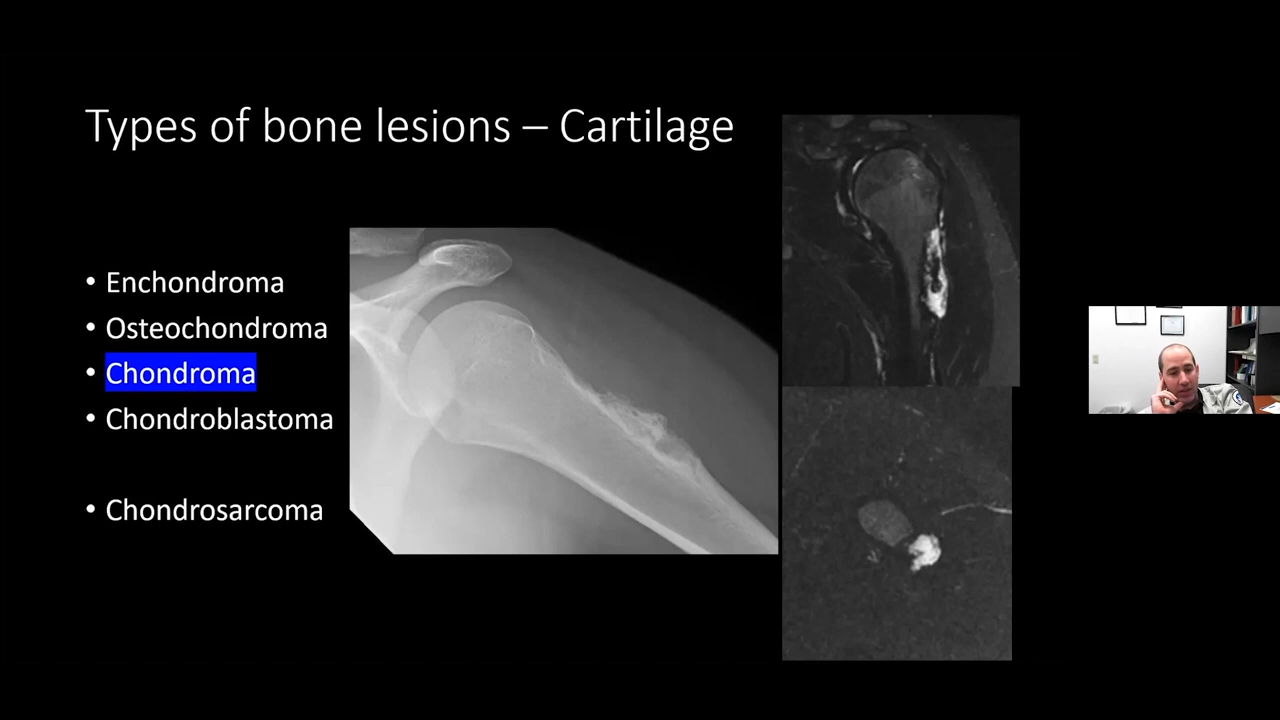 Types of bone lesions – Cartilage
• Enchondroma
• Osteochondroma
• Chondroma
• Chondroblastoma
• Chondrosarcoma